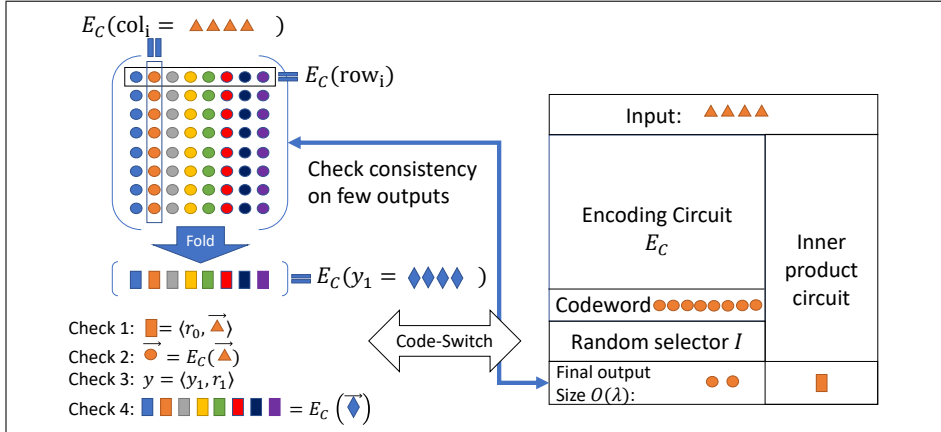 E_C(col_i = )
= E_C(row_i)
Check consistency
on few outputs
Fold
= E_C(y_1 = )
Code-Switch
Check 1: = ⟨r_0, ⟩
Check 2: = E_C( )
Check 3: y = ⟨y_1, r_1⟩
Check 4: = E_C ( )
Input:
Encoding Circuit
E_C
Inner
product
circuit
Codeword
Random selector I
Final output
Size O(λ):